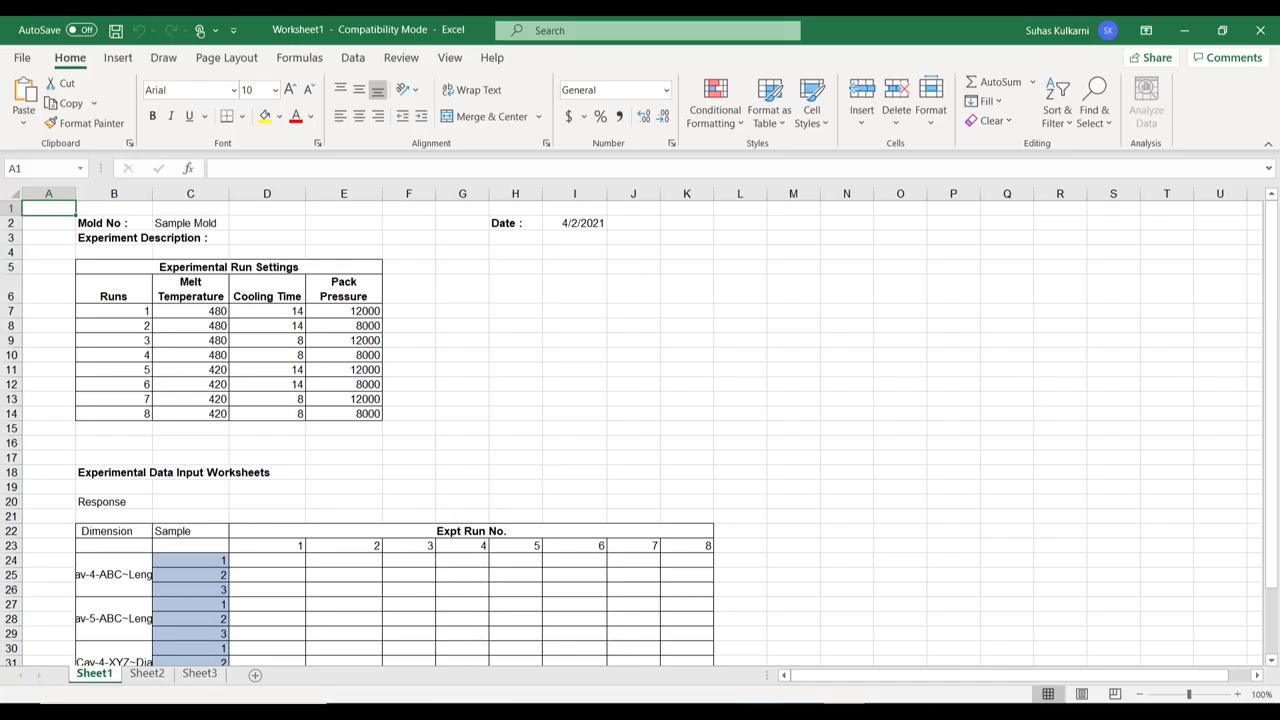 AutoSave Off Worksheet1 - Compatibility Mode - Excel Search Suhas Kulkarni SK
File Home Insert Draw Page Layout Formulas Data Review View Help Share Comments
Paste Cut Copy Format Painter Clipboard
Arial 10 B I U A Font
Wrap Text Merge & Center Alignment
General $ % Number
Conditional Formatting Format as Table Cell Styles Styles
Insert Delete Format Cells
AutoSum Fill Clear Sort & Filter Find & Select Editing
Analyze Data Analysis
A1 fx
A B C D E F G H I J K L M N O P Q R S T U
1
2 Mold No : Sample Mold Date : 4/2/2021
3 Experiment Description :
4
5 Experimental Run Settings
6 Runs Melt Temperature Cooling Time Pack Pressure
7 1 480 14 12000
8 2 480 14 8000
9 3 480 8 12000
10 4 480 8 8000
11 5 420 14 12000
12 6 420 14 8000
13 7 420 8 12000
14 8 420 8 8000
15
16
17
18 Experimental Data Input Worksheets
19
20 Response
21
22 Dimension Sample Expt Run No.
23 1 2 3 4 5 6 7 8
24 1
25 av-4-ABC~Leng 2
26 3
27 1
28 av-5-ABC~Leng 2
29 3
30 1
31 Cav-4-XYZ~Dia 2
Sheet1 Sheet2 Sheet3
100%